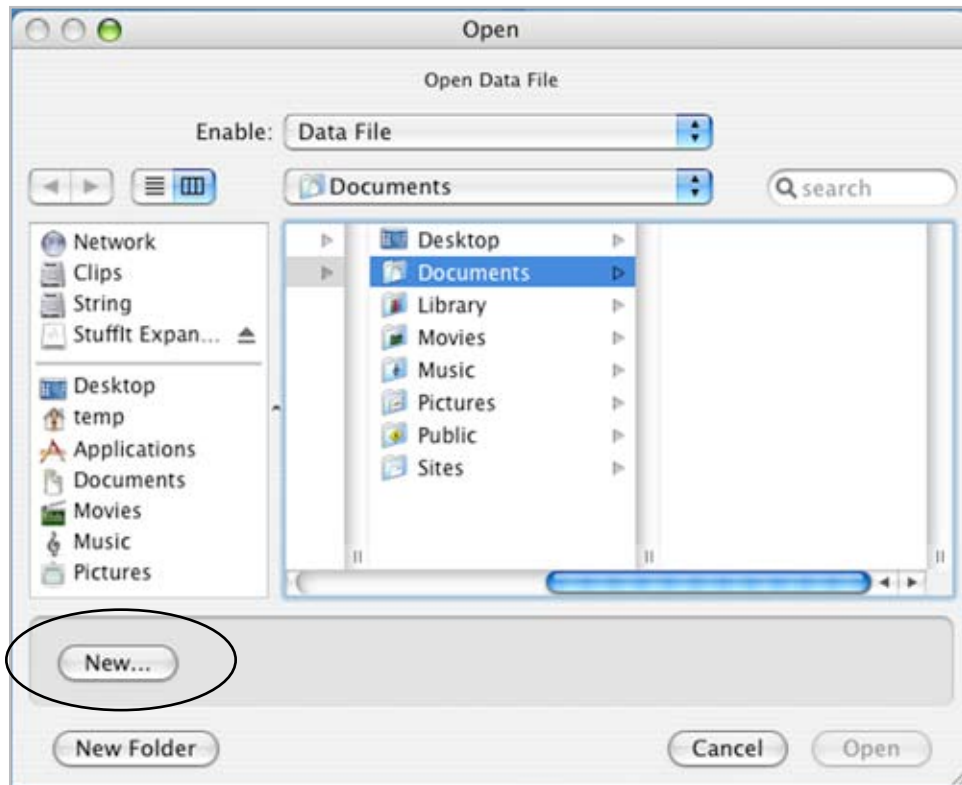 Open
Open Data File
Enable: Data File
Documents
search
Network
Clips
String
StuffIt Expan...
Desktop
temp
Applications
Documents
Movies
Music
Pictures
Desktop
Documents
Library
Movies
Music
Pictures
Public
Sites
New...
New Folder
Cancel
Open